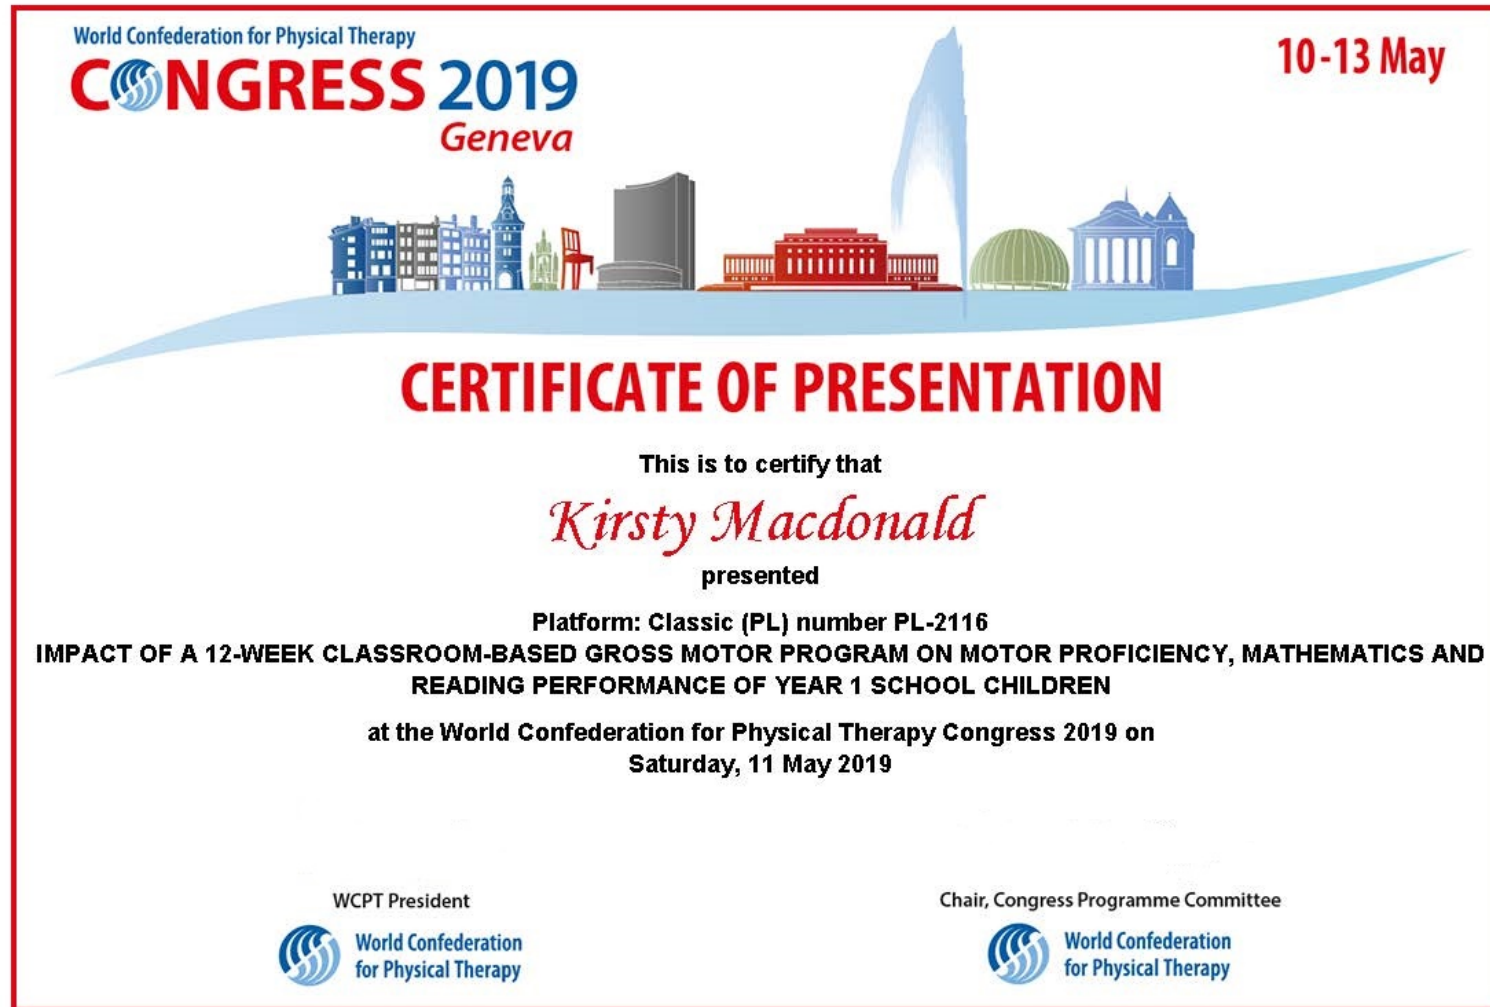 World Confederation for Physical Therapy
CONGRESS 2019
Geneva
10-13 May
CERTIFICATE OF PRESENTATION
This is to certify that
Kirsty Macdonald
presented
Platform: Classic (PL) number PL-2116
IMPACT OF A 12-WEEK CLASSROOM-BASED GROSS MOTOR PROGRAM ON MOTOR PROFICIENCY, MATHEMATICS AND
READING PERFORMANCE OF YEAR 1 SCHOOL CHILDREN
at the World Confederation for Physical Therapy Congress 2019 on
Saturday, 11 May 2019
WCPT President
World Confederation
for Physical Therapy
Chair, Congress Programme Committee
World Confederation
for Physical Therapy